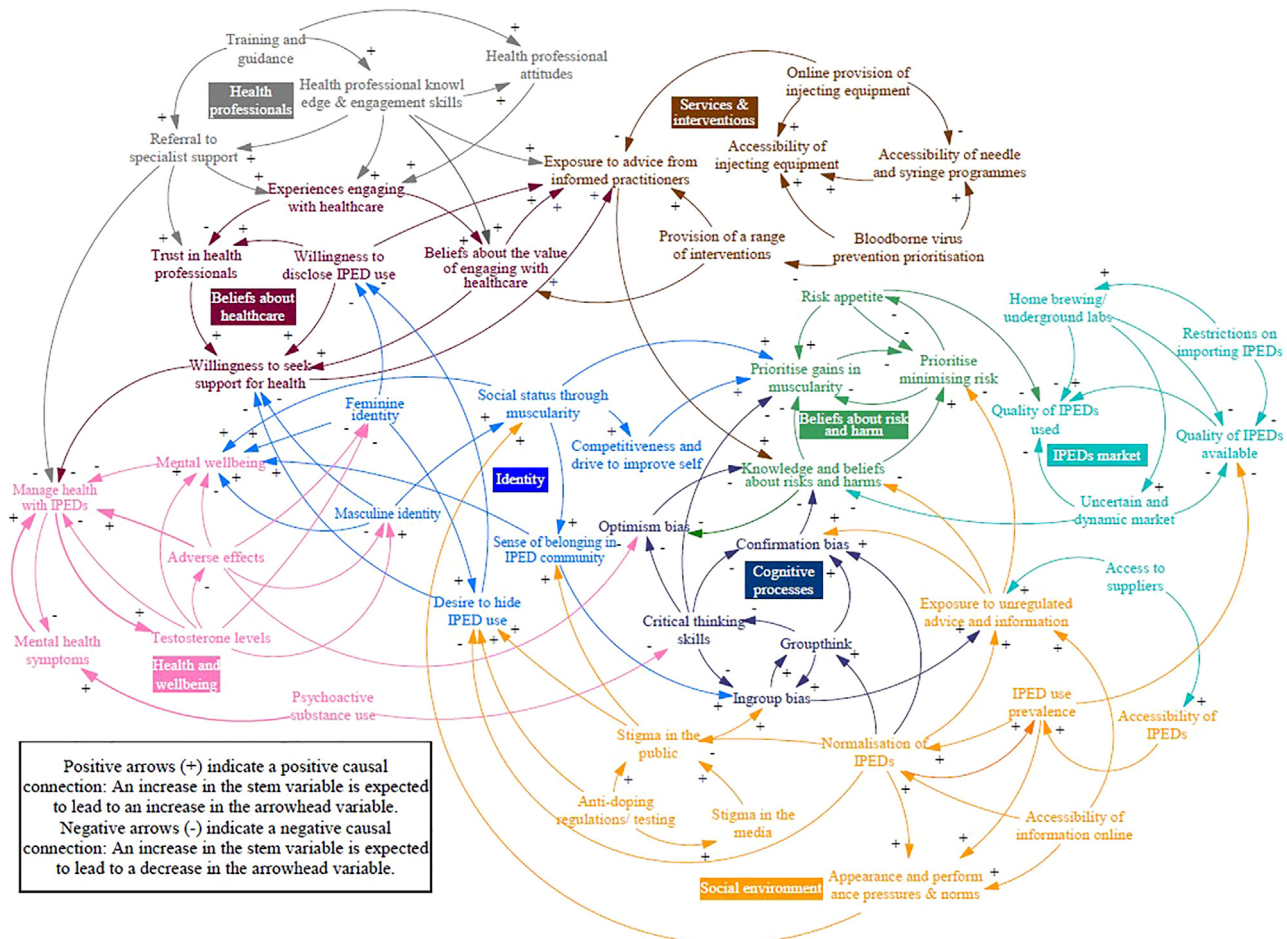 Training and
guidance
Health professional
attitudes
Health
professionals
Health professional knowl
edge & engagement skills
Online provision of
injecting equipment
Services &
interventions
Referral to
specialist support
Accessibility of
injecting equipment
Accessibility of needle
and syringe programmes
Exposure to advice from
informed practitioners
Experiences engaging
with healthcare
Trust in health
professionals
Willingness to
disclose IPED use
Beliefs about the value
of engaging with
healthcare
Provision of a range
of interventions
Bloodborne virus
prevention prioritisation
Beliefs about
healthcare
Risk appetite
Home brewing/
underground labs
Restrictions on
importing IPEDs
Willingness to seek
support for health
Prioritise gains in
muscularity
Prioritise
minimising risk
Social status through
muscularity
Feminine
identity
Beliefs about risk
and harm
Quality of IPEDs
used
Quality of IPEDs
available
Competitiveness and
drive to improve self
IPEDs market
Mental wellbeing
Knowledge and beliefs
about risks and harms
Identity
Manage health
with IPEDs
Masculine identity
Uncertain and
dynamic market
Optimism bias
Sense of belonging in
IPED community
Confirmation bias
Adverse effects
Cognitive
processes
Access to
suppliers
Desire to hide
IPED use
Critical thinking
skills
Exposure to unregulated
advice and information
Testosterone levels
Mental health
symptoms
Health and
wellbeing
Groupthink
Psychoactive
substance use
Ingroup bias
IPED use
prevalence
Accessibility of
IPEDs
Stigma in the
public
Normalisation of
IPEDs
Anti-doping
regulations/ testing
Stigma in the
media
Accessibility of
information online
Social environment
Appearance and perform
ance pressures & norms
Positive arrows (+) indicate a positive causal
connection: An increase in the stem variable is expected
to lead to an increase in the arrowhead variable.
Negative arrows (-) indicate a negative causal
connection: An increase in the stem variable is expected
to lead to a decrease in the arrowhead variable.